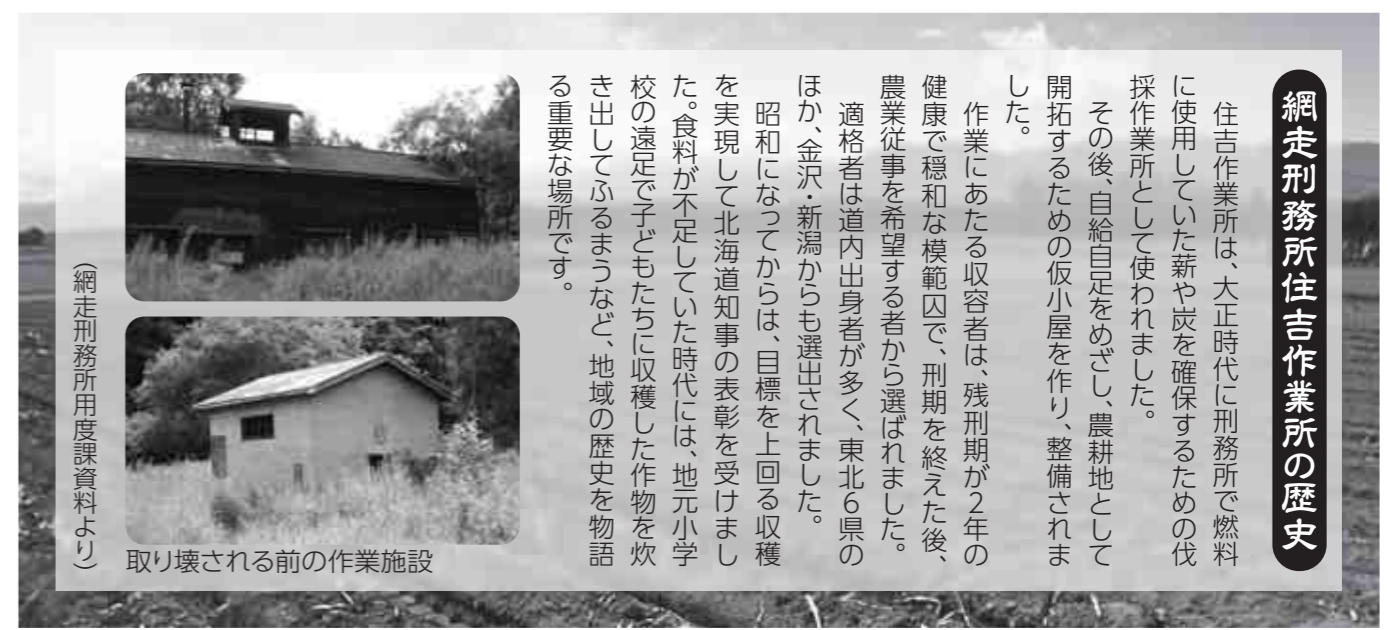 網走刑務所住吉作業所の歴史
住吉作業所は、大正時代に刑務所で燃料
に使用していた薪や炭を確保するための伐
採作業所として使われました。
その後、自給自足をめざし、農耕地として
開拓するための仮小屋を作り、整備されま
した。
作業にあたる収容者は、残刑期が2年の
健康で穏和な模範囚で、刑期を終えた後、
農業従事を希望する者から選ばれました。
適格者は道内出身者が多く、東北6県の
ほか、金沢・新潟からも選出されました。
昭和になってからは、目標を上回る収穫
を実現して北海道知事の表彰を受けまし
た。食料が不足していた時代には、地元小学
校の遠足で子どもたちに収穫した作物を炊
き出してふるまうなど、地域の歴史を物語
る重要な場所です。
取り壊される前の作業施設
(網走刑務所用度課資料より)